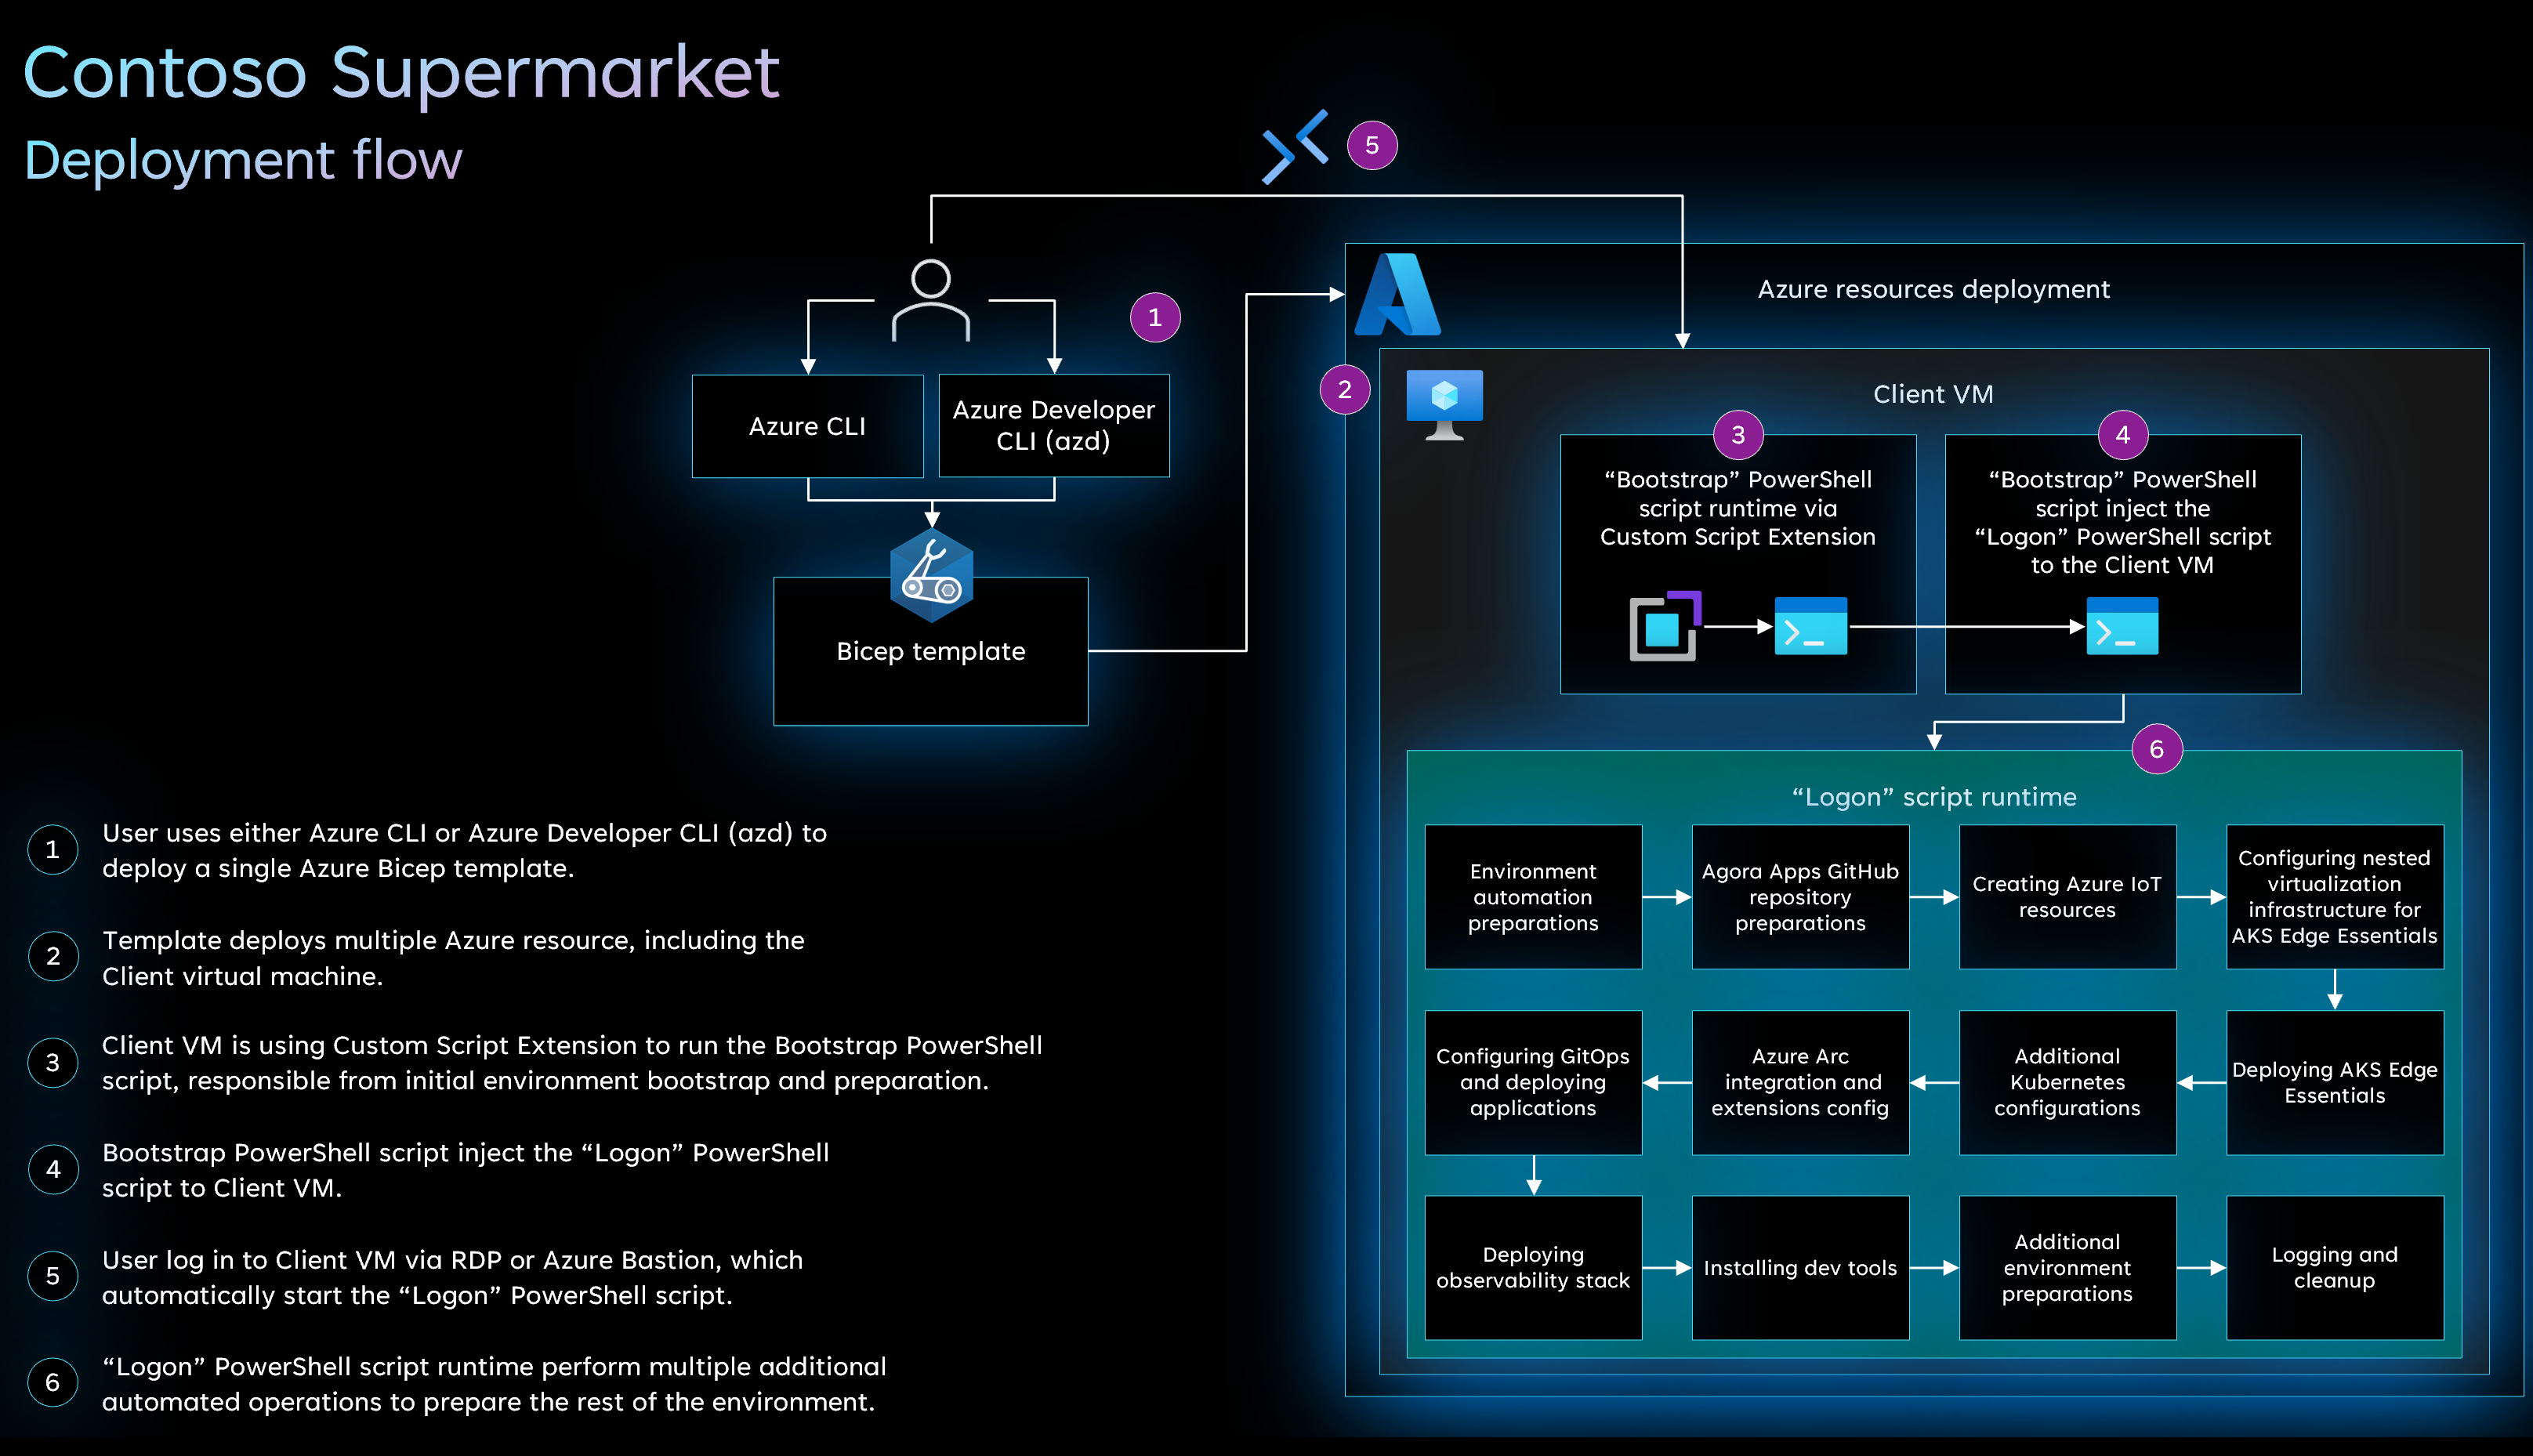 Contoso Supermarket
Deployment flow
5
1
Azure CLI
Azure Developer
CLI (azd)
Bicep template
Azure resources deployment
2
Client VM
3
“Bootstrap” PowerShell
script runtime via
Custom Script Extension
4
“Bootstrap” PowerShell
script inject the
“Logon” PowerShell script
to the Client VM
6
“Logon” script runtime
Environment
automation
preparations
Agora Apps GitHub
repository
preparations
Creating Azure IoT
resources
Configuring nested
virtualization
infrastructure for
AKS Edge Essentials
Configuring GitOps
and deploying
applications
Azure Arc
integration and
extensions config
Additional
Kubernetes
configurations
Deploying AKS Edge
Essentials
Deploying
observability stack
Installing dev tools
Additional
environment
preparations
Logging and
cleanup
1
User uses either Azure CLI or Azure Developer CLI (azd) to
deploy a single Azure Bicep template.
2
Template deploys multiple Azure resource, including the
Client virtual machine.
3
Client VM is using Custom Script Extension to run the Bootstrap PowerShell
script, responsible from initial environment bootstrap and preparation.
4
Bootstrap PowerShell script inject the “Logon” PowerShell
script to Client VM.
5
User log in to Client VM via RDP or Azure Bastion, which
automatically start the “Logon” PowerShell script.
6
“Logon” PowerShell script runtime perform multiple additional
automated operations to prepare the rest of the environment.